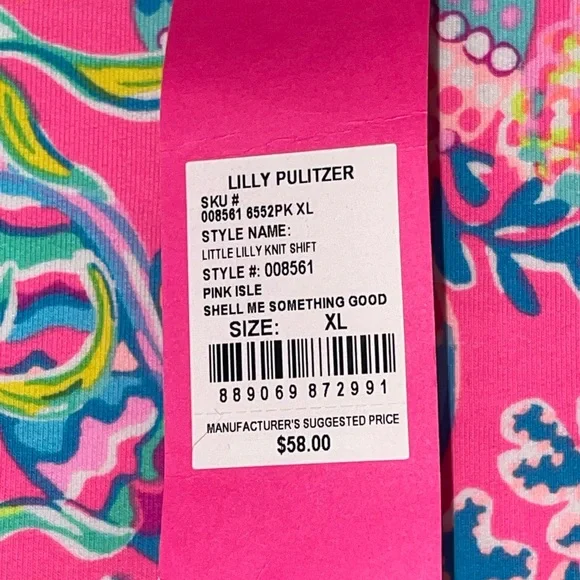 LILLY PULITZER
SKU #
008561 6552PK XL
STYLE NAME:
LITTLE LILLY KNIT SHIFT
STYLE #: 008561
PINK ISLE
SHELL ME SOMETHING GOOD
SIZE: XL
889069 872991
MANUFACTURER'S SUGGESTED PRICE
$58.00